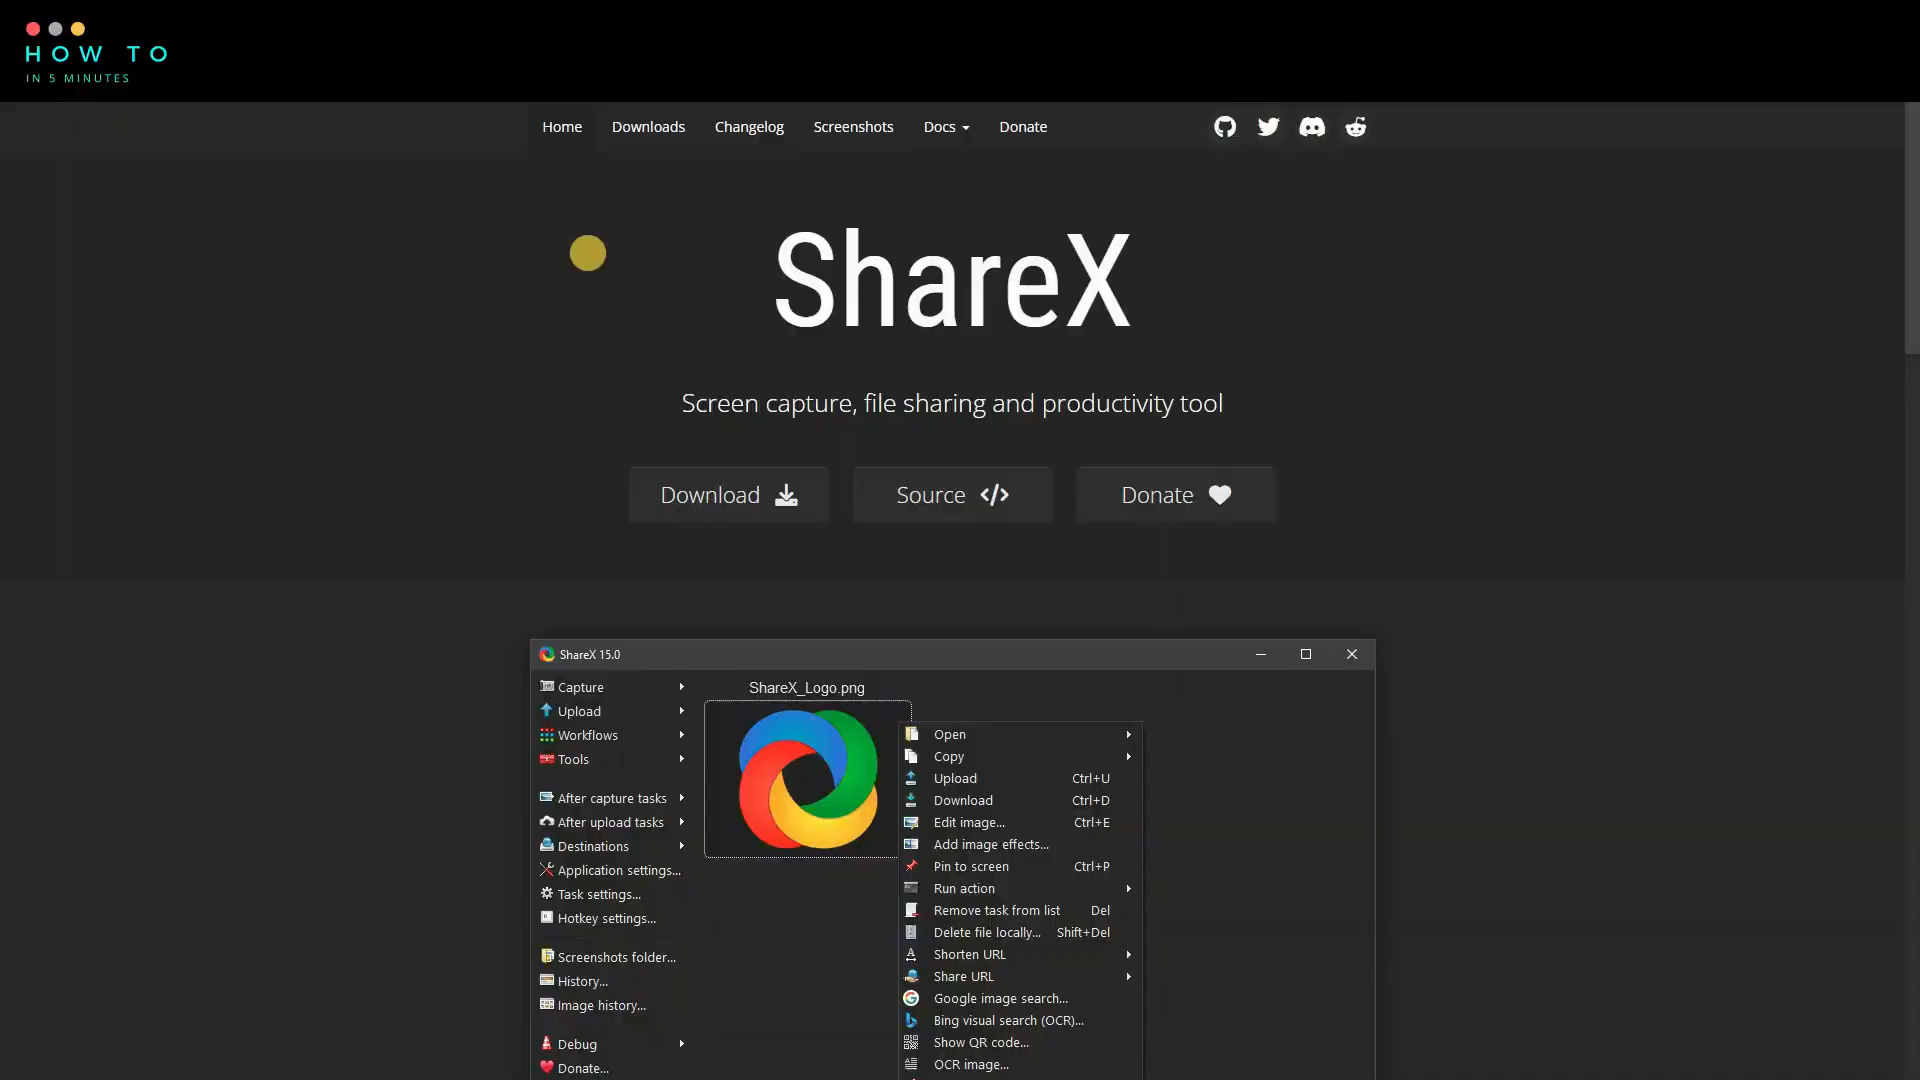 HOW TO
IN 5 MINUTES
Home Downloads Changelog Screenshots Docs Donate
ShareX
Screen capture, file sharing and productivity tool
Download Source Donate
ShareX 15.0
Capture
Upload
Workflows
Tools
After capture tasks
After upload tasks
Destinations
Application settings...
Task settings...
Hotkey settings...
Screenshots folder...
History...
Image history...
Debug
Donate...
ShareX_Logo.png
Open
Copy
Upload Ctrl+U
Download Ctrl+D
Edit image... Ctrl+E
Add image effects...
Pin to screen Ctrl+P
Run action
Remove task from list Del
Delete file locally... Shift+Del
Shorten URL
Share URL
Google image search...
Bing visual search (OCR)...
Show QR code...
OCR image...